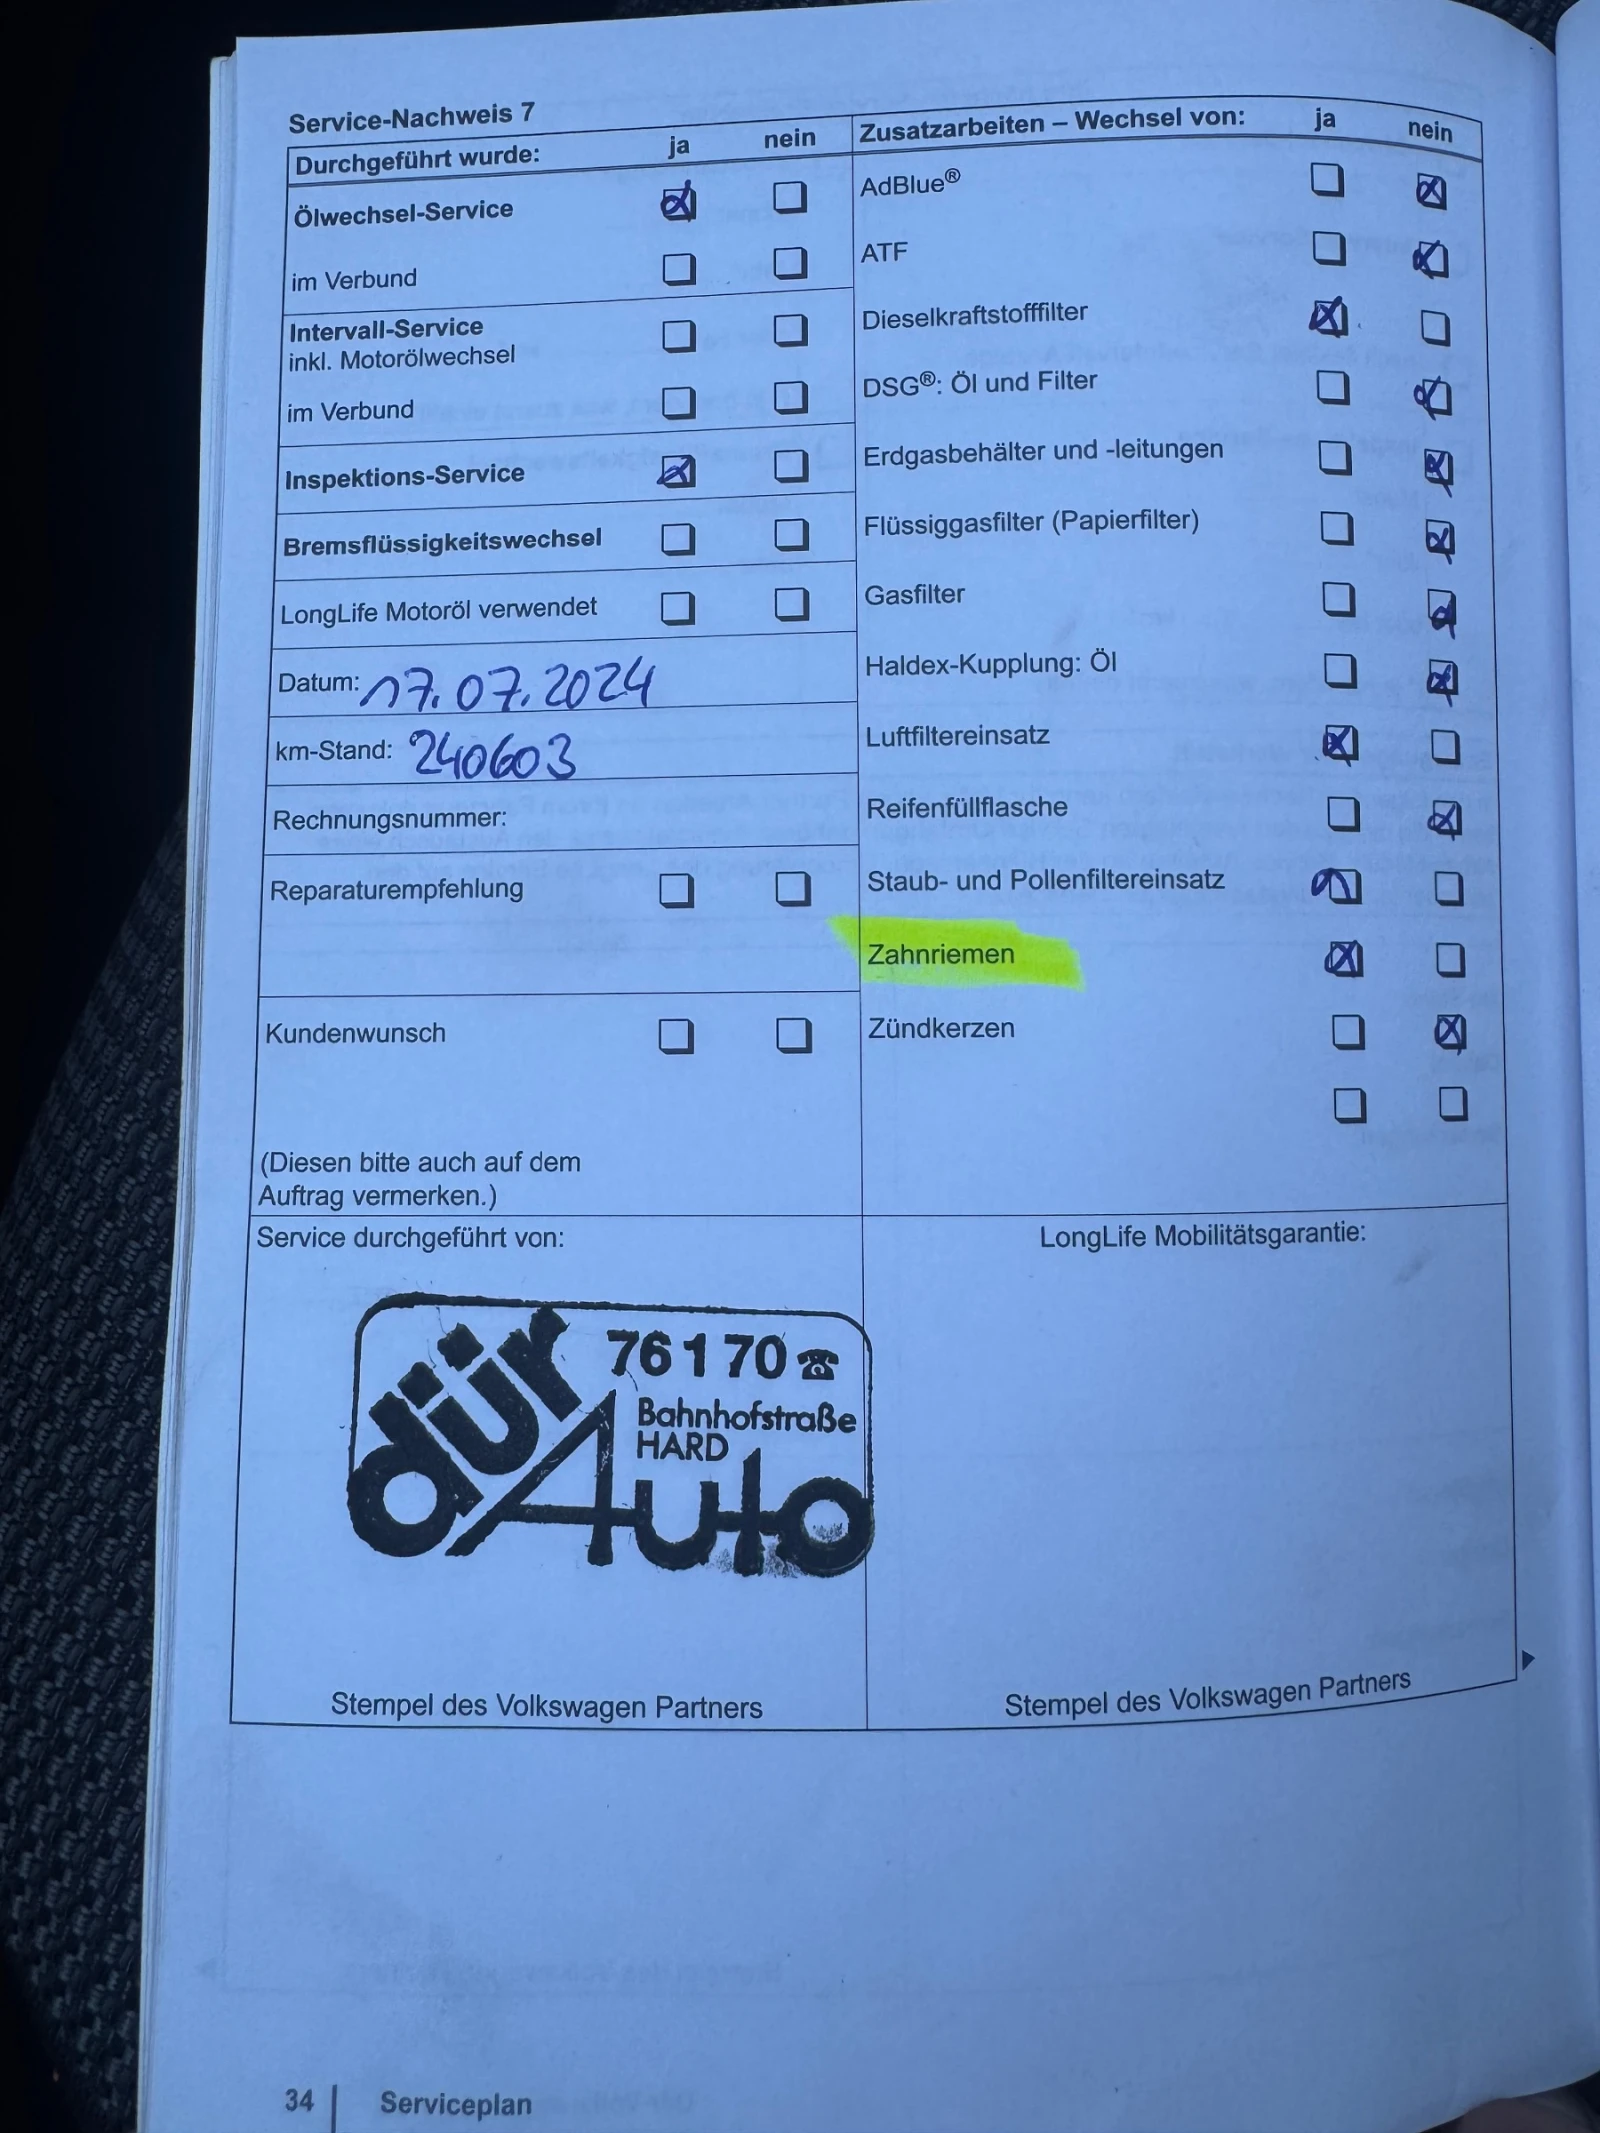 Service-Nachweis 7
Durchgeführt wurde: ja nein
Ölwechsel-Service
im Verbund
Intervall-Service
inkl. Motorölwechsel
im Verbund
Inspektions-Service
Bremsflüssigkeitswechsel
LongLife Motoröl verwendet
Datum: 17.07.2024
km-Stand: 240603
Rechnungsnummer:
Reparaturempfehlung
Kundenwunsch
(Diesen bitte auch auf dem
Auftrag vermerken.)
Zusatzarbeiten – Wechsel von: ja nein
AdBlue®
ATF
Dieselkraftstofffilter
DSG®: Öl und Filter
Erdgasbehälter und -leitungen
Flüssiggasfilter (Papierfilter)
Gasfilter
Haldex-Kupplung: Öl
Luftfiltereinsatz
Reifenfüllflasche
Staub- und Pollenfiltereinsatz
Zahnriemen
Zündkerzen
Service durchgeführt von:
dür
76170
Bahnhofstraße
HARD
Auto
Stempel des Volkswagen Partners
LongLife Mobilitätsgarantie:
Stempel des Volkswagen Partners
34 Serviceplan